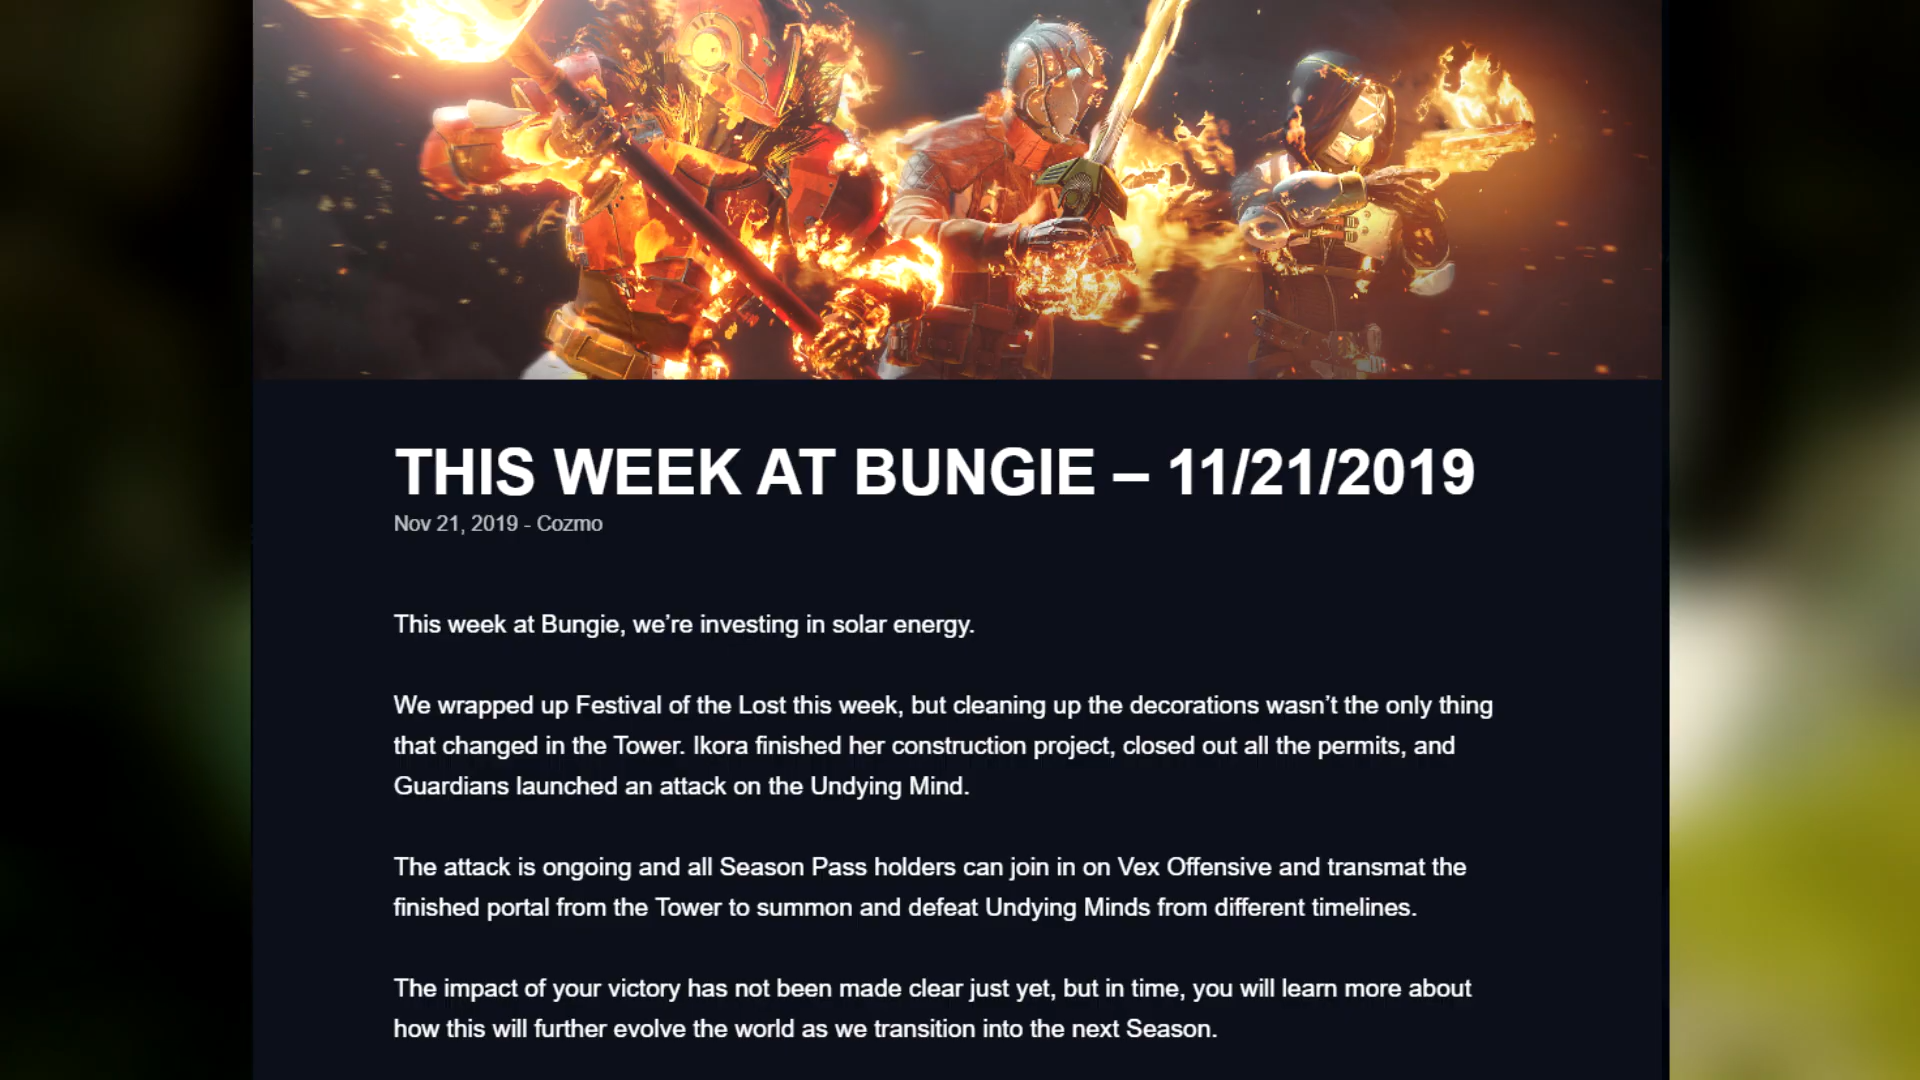 THIS WEEK AT BUNGIE – 11/21/2019
Nov 21, 2019 - Cozmo
This week at Bungie, we’re investing in solar energy.
We wrapped up Festival of the Lost this week, but cleaning up the decorations wasn’t the only thing
that changed in the Tower. Ikora finished her construction project, closed out all the permits, and
Guardians launched an attack on the Undying Mind.
The attack is ongoing and all Season Pass holders can join in on Vex Offensive and transmat the
finished portal from the Tower to summon and defeat Undying Minds from different timelines.
The impact of your victory has not been made clear just yet, but in time, you will learn more about
how this will further evolve the world as we transition into the next Season.